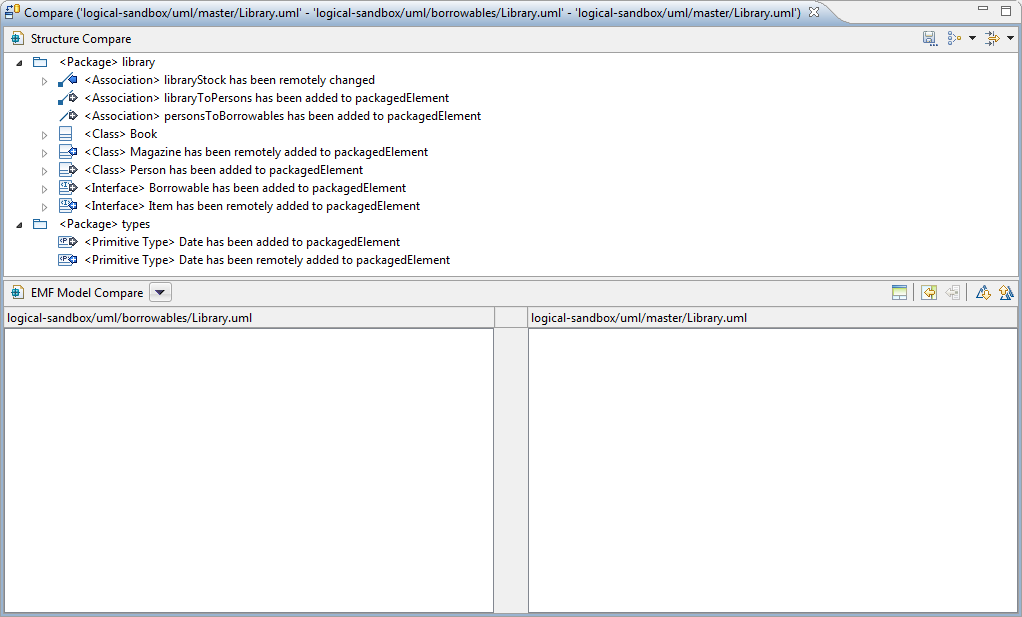 Compare ('logical-sandbox/uml/master/Library.uml' - 'logical-sandbox/uml/borrowables/Library.uml' - 'logical-sandbox/uml/master/Library.uml')
Structure Compare
<Package> library
<Association> libraryStock has been remotely changed
<Association> libraryToPersons has been added to packagedElement
<Association> personsToBorrowables has been added to packagedElement
<Class> Book
<Class> Magazine has been remotely added to packagedElement
<Class> Person has been added to packagedElement
<Interface> Borrowable has been added to packagedElement
<Interface> Item has been remotely added to packagedElement
<Package> types
<Primitive Type> Date has been added to packagedElement
<Primitive Type> Date has been remotely added to packagedElement
EMF Model Compare
logical-sandbox/uml/borrowables/Library.uml
logical-sandbox/uml/master/Library.uml